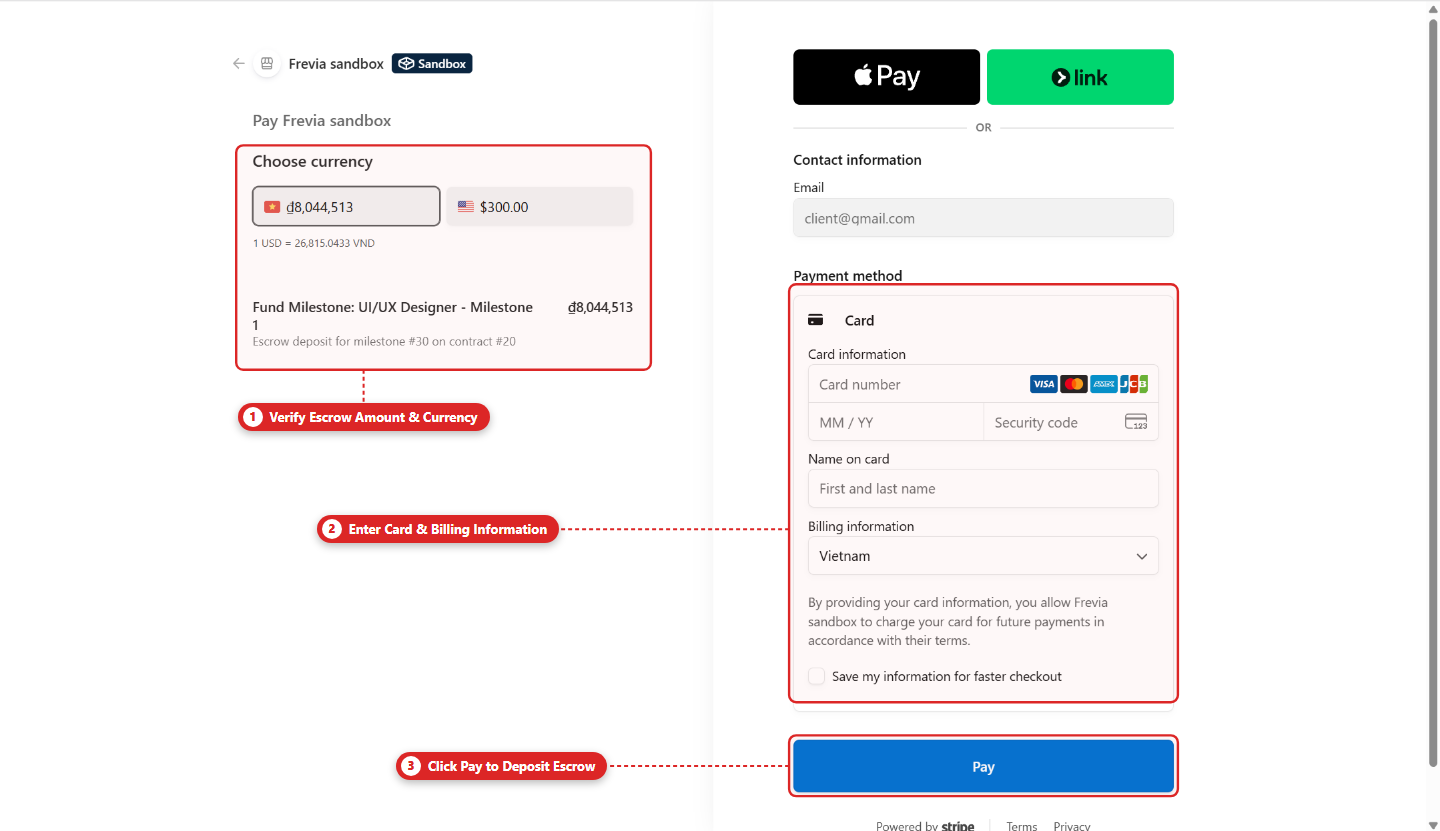 Frevia sandbox
Sandbox
Pay Frevia sandbox
Choose currency
₫8,044,513
$300.00
1 USD = 26,815.0433 VND
Fund Milestone: UI/UX Designer - Milestone
1
₫8,044,513
Escrow deposit for milestone #30 on contract #20
1 Verify Escrow Amount & Currency
2 Enter Card & Billing Information
3 Click Pay to Deposit Escrow
Pay
link
OR
Contact information
Email
client@gmail.com
Payment method
Card
Card information
Card number
VISA
AMEX
JCB
MM / YY
Security code
123
Name on card
First and last name
Billing information
Vietnam
By providing your card information, you allow Frevia
sandbox to charge your card for future payments in
accordance with their terms.
Save my information for faster checkout
Pay
Powered by stripe
Terms
Privacy